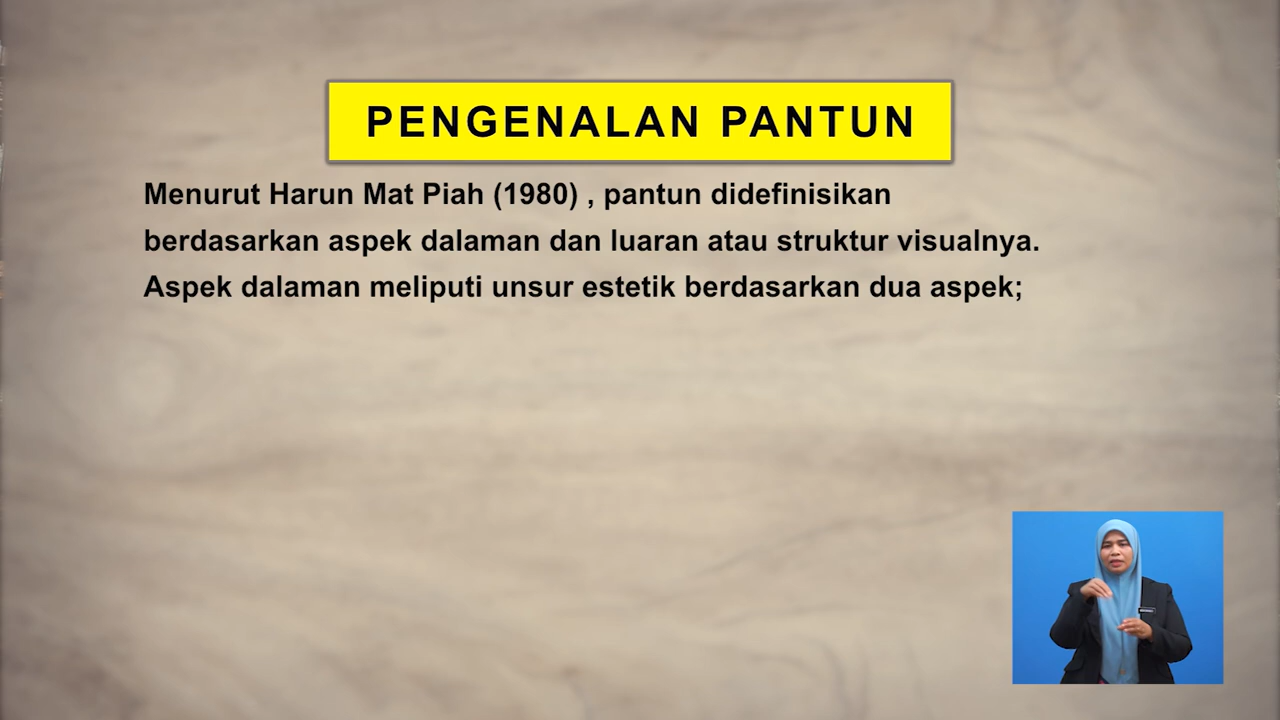 PENGENALAN PANTUN
Menurut Harun Mat Piah (1980) , pantun didefinisikan
berdasarkan aspek dalaman dan luaran atau struktur visualnya.
Aspek dalaman meliputi unsur estetik berdasarkan dua aspek;